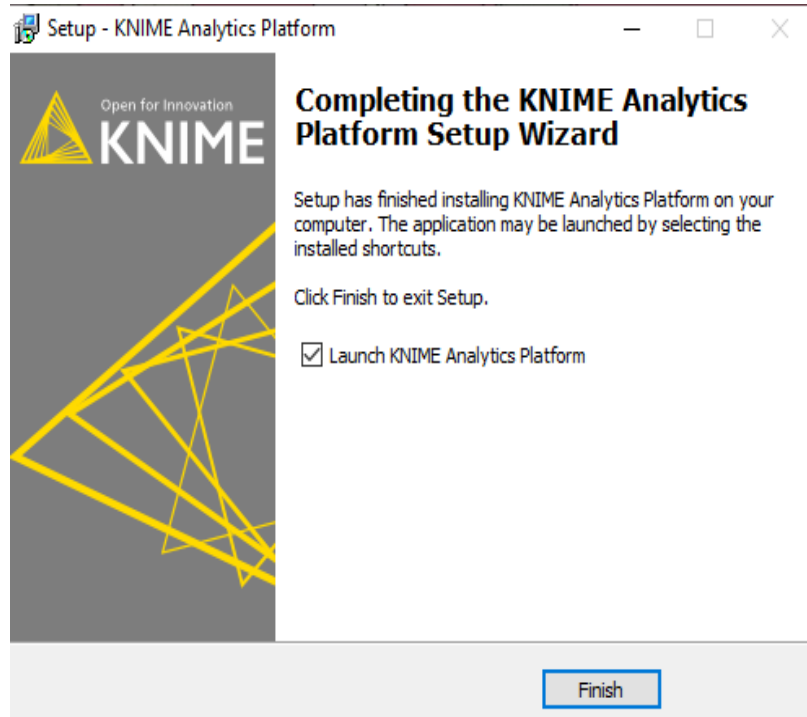 Setup - KNIME Analytics Platform
Open for Innovation
KNIME
Completing the KNIME Analytics
Platform Setup Wizard
Setup has finished installing KNIME Analytics Platform on your
computer. The application may be launched by selecting the
installed shortcuts.
Click Finish to exit Setup.
Launch KNIME Analytics Platform
Finish